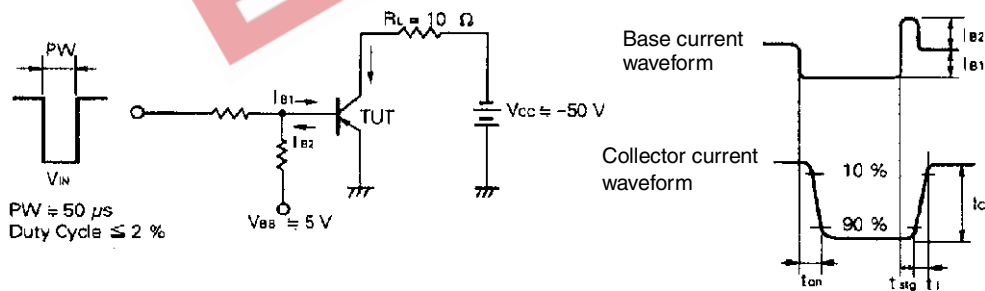 PW
VIN
PW ≒ 50 μs
Duty Cycle ≦ 2 %
RL = 10 Ω
IB1
IB2
TUT
VCC ≒ −50 V
VBB ≒ 5 V
Base current
waveform
IB2
IB1
Collector current
waveform
10 %
90 %
ton
tstg
tf